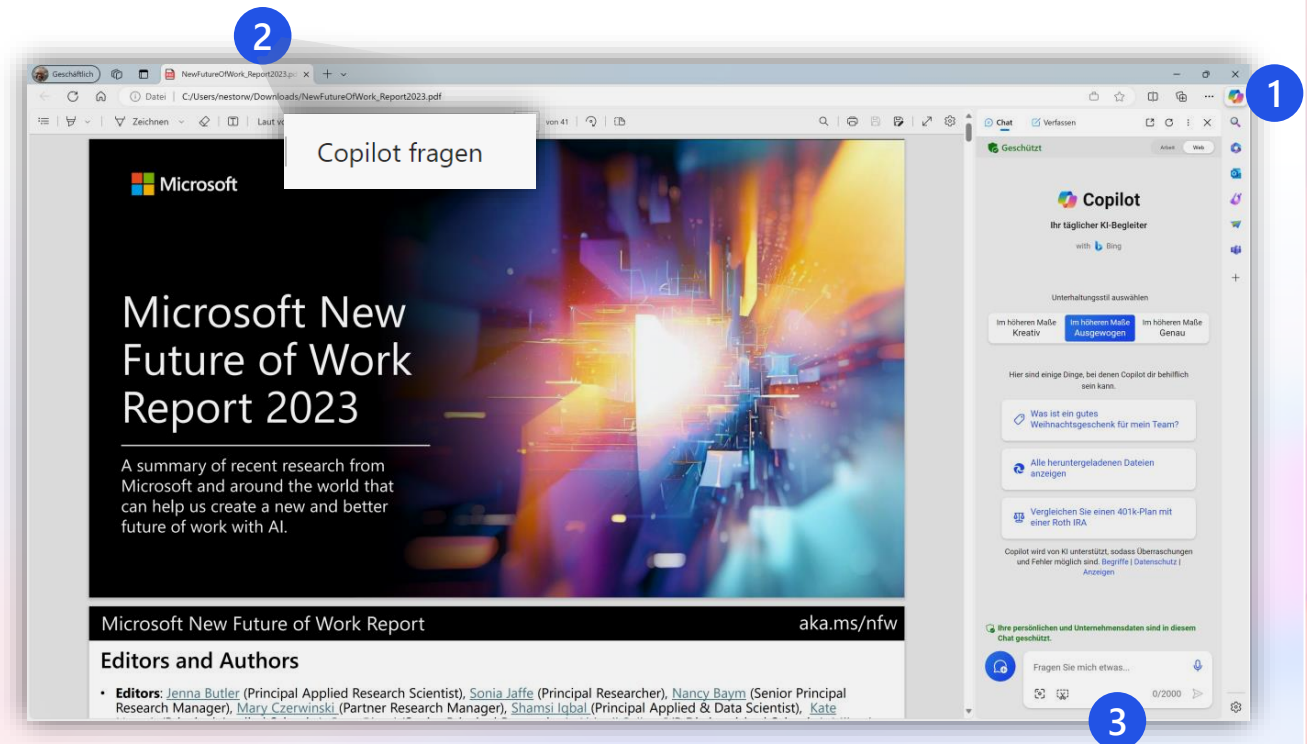 2
Geschäftlich
NewFutureOfWork_Report2023.pd
1
Datei | C:/Users/nestorw/Downloads/NewFutureOfWork_Report2023.pdf
Zeichnen
Laut vo
von 41
Copilot fragen
Microsoft
Microsoft New
Future of Work
Report 2023
A summary of recent research from
Microsoft and around the world that
can help us create a new and better
future of work with AI.
Microsoft New Future of Work Report
aka.ms/nfw
Editors and Authors
• Editors: Jenna Butler (Principal Applied Research Scientist), Sonia Jaffe (Principal Researcher), Nancy Baym (Senior Principal
Research Manager), Mary Czerwinski (Partner Research Manager), Shamsi Iqbal (Principal Applied & Data Scientist), Kate
Chat
Verfassen
Geschützt
Arbeit
Web
Copilot
Ihr täglicher KI-Begleiter
with Bing
Unterhaltungsstil auswählen
Im höheren Maße
Kreativ
Im höheren Maße
Ausgewogen
Im höheren Maße
Genau
Hier sind einige Dinge, bei denen Copilot dir behilflich
sein kann.
Was ist ein gutes
Weihnachtsgeschenk für mein Team?
Alle heruntergeladenen Dateien
anzeigen
Vergleichen Sie einen 401k-Plan mit
einer Roth IRA
Copilot wird von KI unterstützt, sodass Überraschungen
und Fehler möglich sind. Begriffe | Datenschutz |
Anzeigen
Ihre persönlichen und Unternehmensdaten sind in diesem
Chat geschützt.
Fragen Sie mich etwas...
0/2000
3